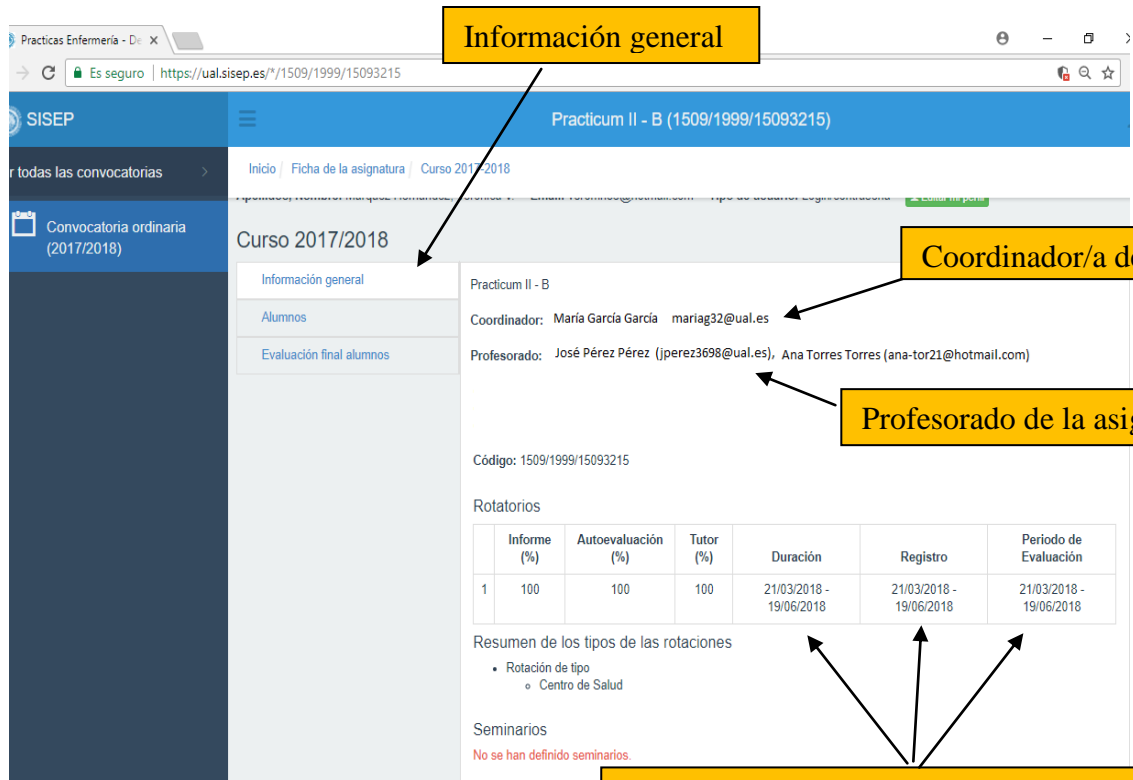 Información general
Practicas Enfermería - De
Es seguro | https://ual.sisep.es/*/1509/1999/15093215
SISEP
Practicum II - B (1509/1999/15093215)
r todas las convocatorias
Inicio / Ficha de la asignatura / Curso 2017-2018
Convocatoria ordinaria
(2017/2018)
Curso 2017/2018
Coordinador/a de
Información general
Alumnos
Evaluación final alumnos
Practicum II - B
Coordinador: María García García mariag32@ual.es
Profesorado: José Pérez Pérez (jperez3698@ual.es), Ana Torres Torres (ana-tor21@hotmail.com)
Profesorado de la asig
Código: 1509/1999/15093215
Rotatorios
Informe (%) Autoevaluación (%) Tutor (%) Duración Registro Periodo de Evaluación
1 100 100 100 21/03/2018 - 19/06/2018 21/03/2018 - 19/06/2018 21/03/2018 - 19/06/2018
Resumen de los tipos de las rotaciones
Rotación de tipo
Centro de Salud
Seminarios
No se han definido seminarios.